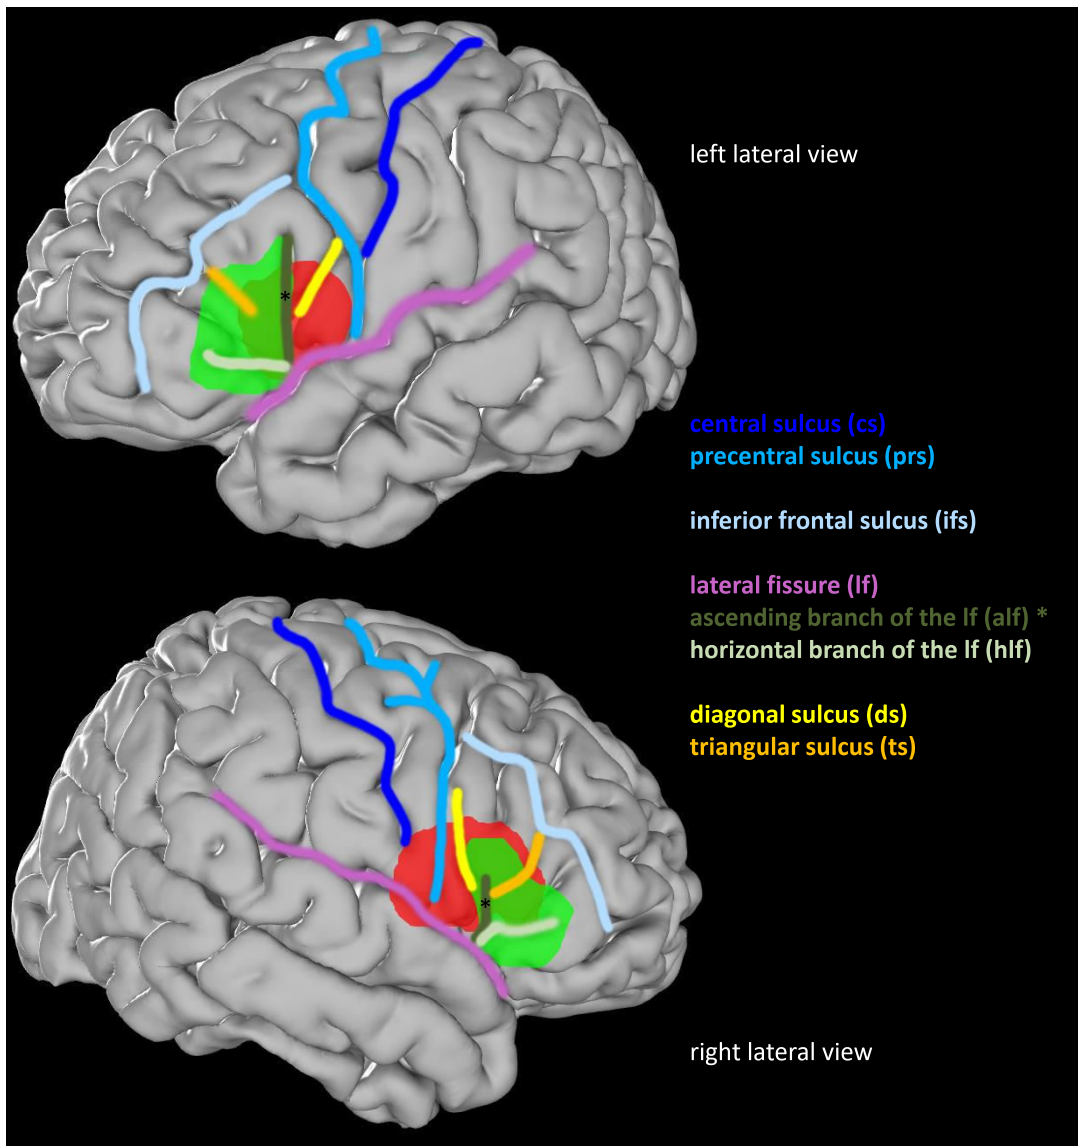 left lateral view
central sulcus (cs)
precentral sulcus (prs)
inferior frontal sulcus (ifs)
lateral fissure (lf)
ascending branch of the lf (alf) *
horizontal branch of the lf (hlf)
diagonal sulcus (ds)
triangular sulcus (ts)
*
*
right lateral view